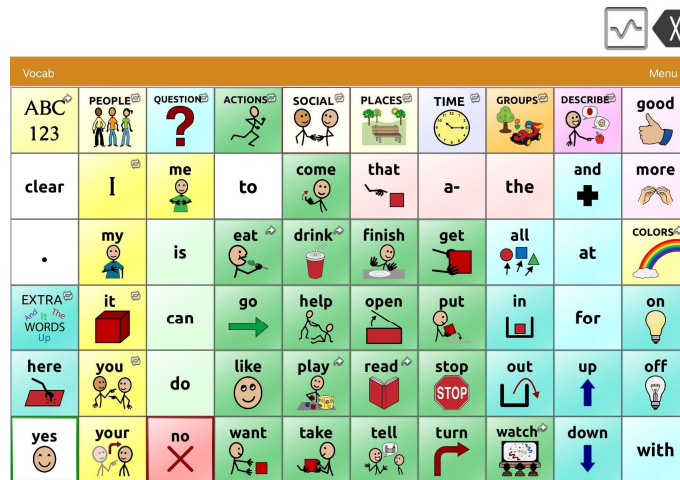 Vocab Menu
ABC 123 PEOPLE QUESTION ACTIONS SOCIAL PLACES TIME GROUPS DESCRIBE good
clear I me to come that a- the and more
. my is eat drink finish get all at COLORS
EXTRA And It The WORDS Up it can go help open put in for on
here you do like play read stop STOP out up off
yes your no want take tell turn watch down with